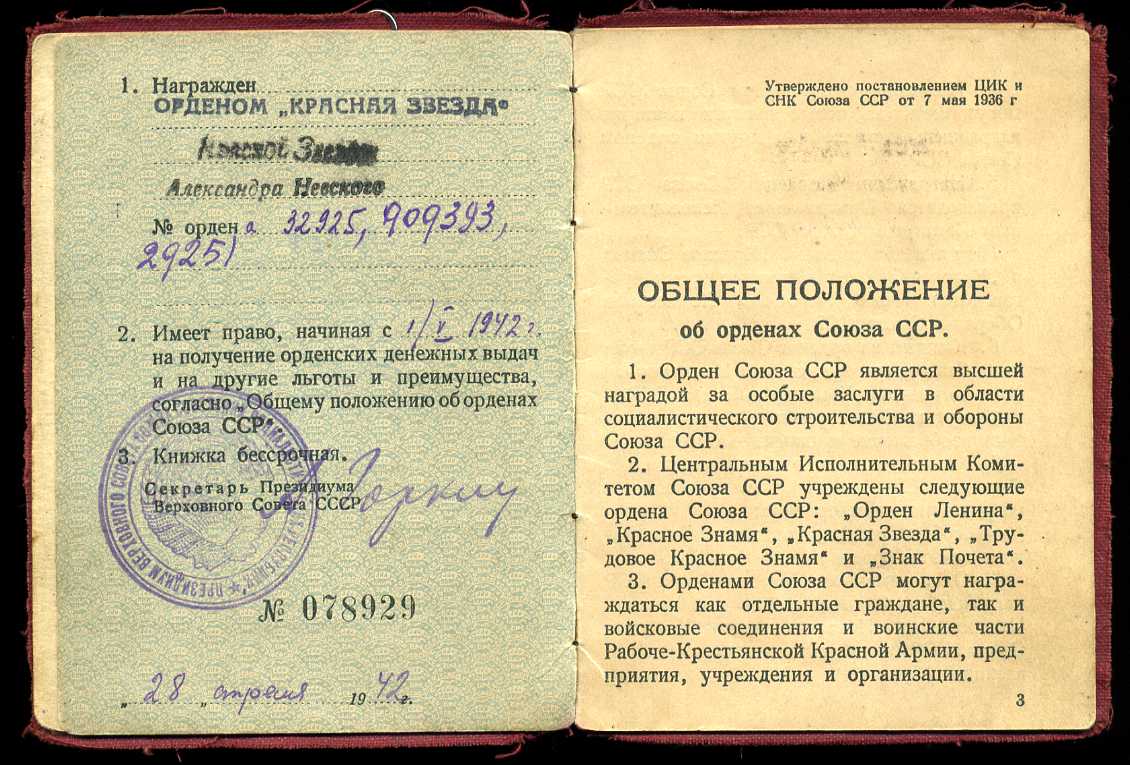 1. Награжден
ОРДЕНОМ „КРАСНАЯ ЗВЕЗДА“
Красной Звезды
Александра Невского
№ ордена 32925, 909393,
29251
2. Имеет право, начиная с 1/V 1942 г.
на получение орденских денежных выдач
и на другие льготы и преимущества,
согласно „Общему положению об орденах
Союза ССР“.
3. Книжка бессрочная.
Секретарь Президиума
Верховного Совета СССР
А Горкин
№ 078929
„28 „ апреля 1942 г.
Утверждено постановлением ЦИК и
СНК Союза ССР от 7 мая 1936 г
ОБЩЕЕ ПОЛОЖЕНИЕ
об орденах Союза ССР.
1. Орден Союза ССР является высшей
наградой за особые заслуги в области
социалистического строительства и обороны
Союза ССР.
2. Центральным Исполнительным Коми-
тетом Союза ССР учреждены следующие
ордена Союза ССР: „Орден Ленина“,
„Красное Знамя“, „Красная Звезда“, „Тру-
довое Красное Знамя“ и „Знак Почета“.
3. Орденами Союза ССР могут награ-
ждаться как отдельные граждане, так и
войсковые соединения и воинские части
Рабоче-Крестьянской Красной Армии, пред-
приятия, учреждения и организации.
3